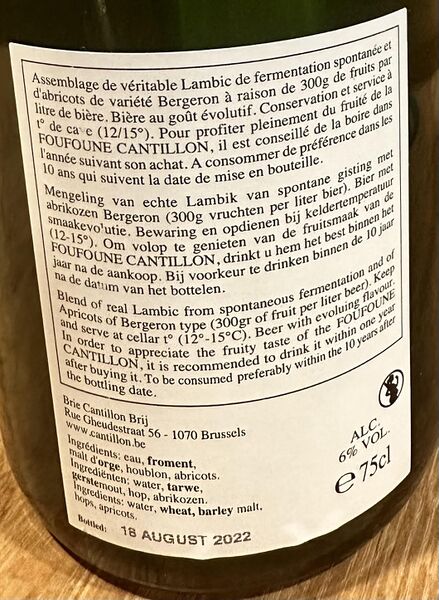 Assemblage de véritable Lambic de fermentation spontanée et
d'abricots de variété Bergeron à raison de 300g de fruits par
litre de bière. Bière au goût évolutif. Conservation et service à
t° de cave (12/15°). Pour profiter pleinement du fruité de la
FOUFOUNE CANTILLON, il est conseillé de la boire dans
l'année suivant son achat. A consommer de préférence dans les
10 ans qui suivent la date de mise en bouteille.
Mengeling van echte Lambik van spontane gisting met
abrikozen Bergeron (300g vruchten per liter bier). Bier met
smaakevolutie. Bewaring en opdienen bij keldertemperatuur
(12-15°). Om volop te genieten van de fruitsmaak van de
FOUFOUNE CANTILLON, drinkt u hem het best binnen het
jaar na de aankoop. Bij voorkeur te drinken binnen de 10 jaar
na de datum van het bottelen.
Blend of real Lambic from spontaneous fermentation and of
Apricots of Bergeron type (300gr of fruit per liter beer). Keep
and serve at cellar t° (12°-15°C). Beer with evoluing flavour.
In order to appreciate the fruity taste of the FOUFOUNE
CANTILLON, it is recommended to drink it within one year
after buying it. To be consumed preferably within the 10 years after
the bottling date.
Brie Cantillon Brij
Rue Gheudestraat 56 - 1070 Brussels
www.cantillon.be
Ingrédients: eau, froment,
malt d'orge, houblon, abricots.
Ingrediënten: water, tarwe,
gerstemout, hop, abrikozen.
Ingredients: water, wheat, barley malt,
hops, apricots.
Bottled: 18 AUGUST 2022
ALC.
6% VOL.
e 75cl